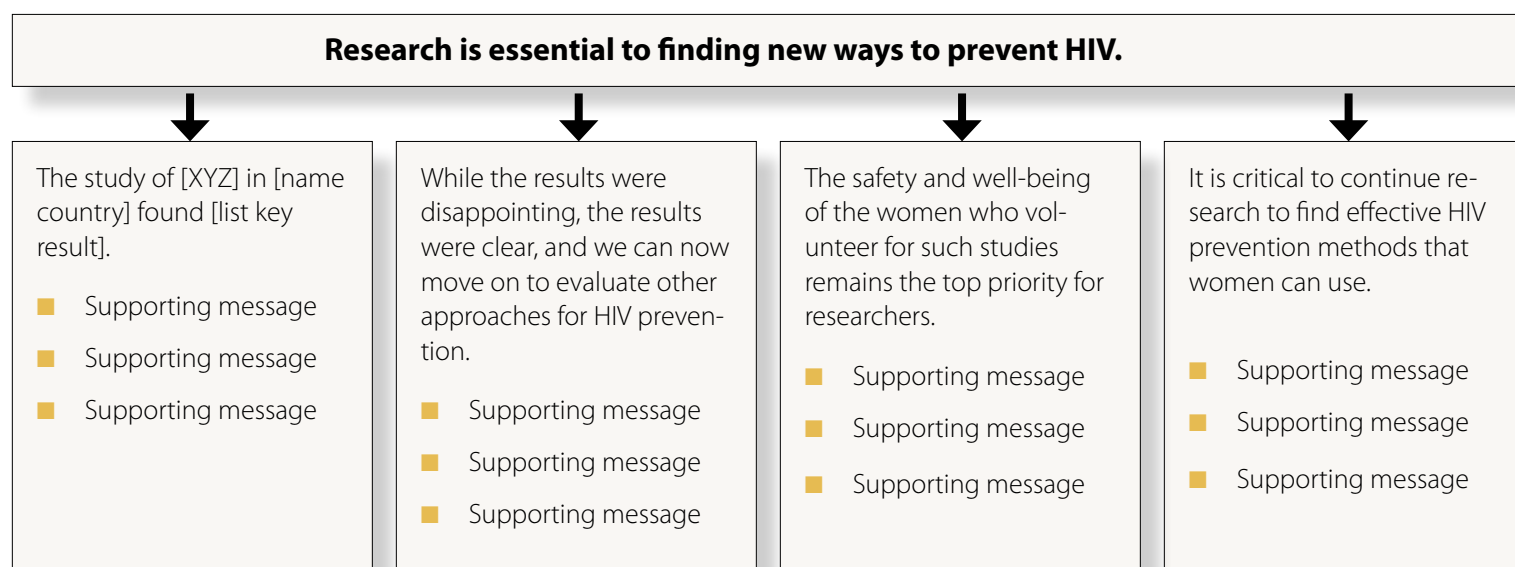 Research is essential to finding new ways to prevent HIV.
The study of [XYZ] in [name
country] found [list key
result].
Supporting message
Supporting message
Supporting message
While the results were
disappointing, the results
were clear, and we can now
move on to evaluate other
approaches for HIV preven-
tion.
Supporting message
Supporting message
Supporting message
The safety and well-being
of the women who vol-
unteer for such studies
remains the top priority for
researchers.
Supporting message
Supporting message
Supporting message
It is critical to continue re-
search to find effective HIV
prevention methods that
women can use.
Supporting message
Supporting message
Supporting message